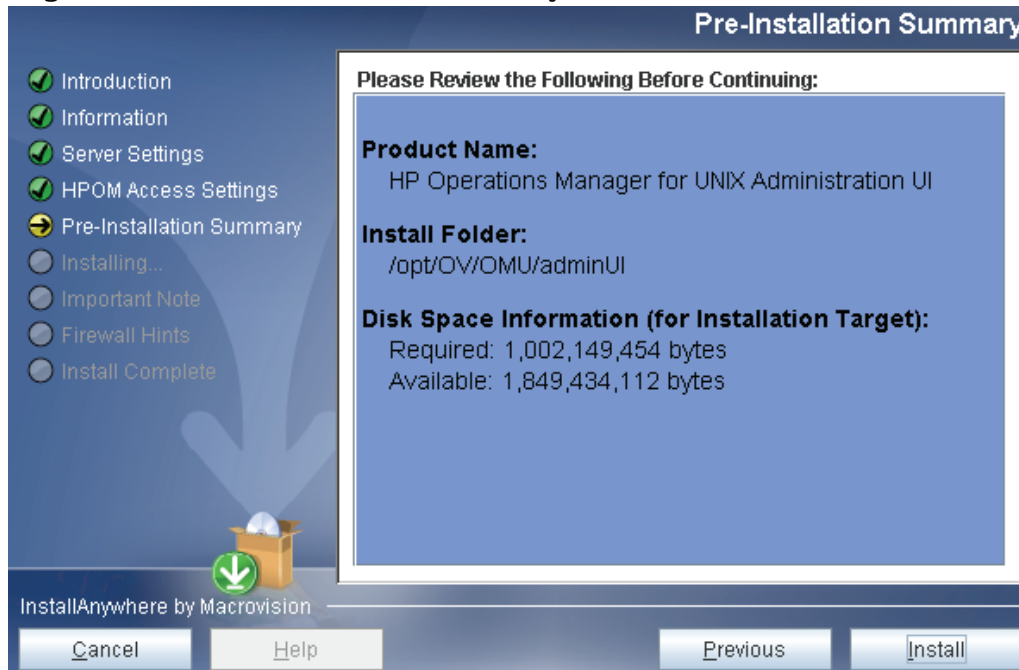 Pre-Installation Summary
Introduction
Information
Server Settings
HPOM Access Settings
Pre-Installation Summary
Installing...
Important Note
Firewall Hints
Install Complete
Please Review the Following Before Continuing:
Product Name:
HP Operations Manager for UNIX Administration UI
Install Folder:
/opt/OV/OMU/adminUI
Disk Space Information (for Installation Target):
Required: 1,002,149,454 bytes
Available: 1,849,434,112 bytes
InstallAnywhere by Macrovision
Cancel
Help
Previous
Install